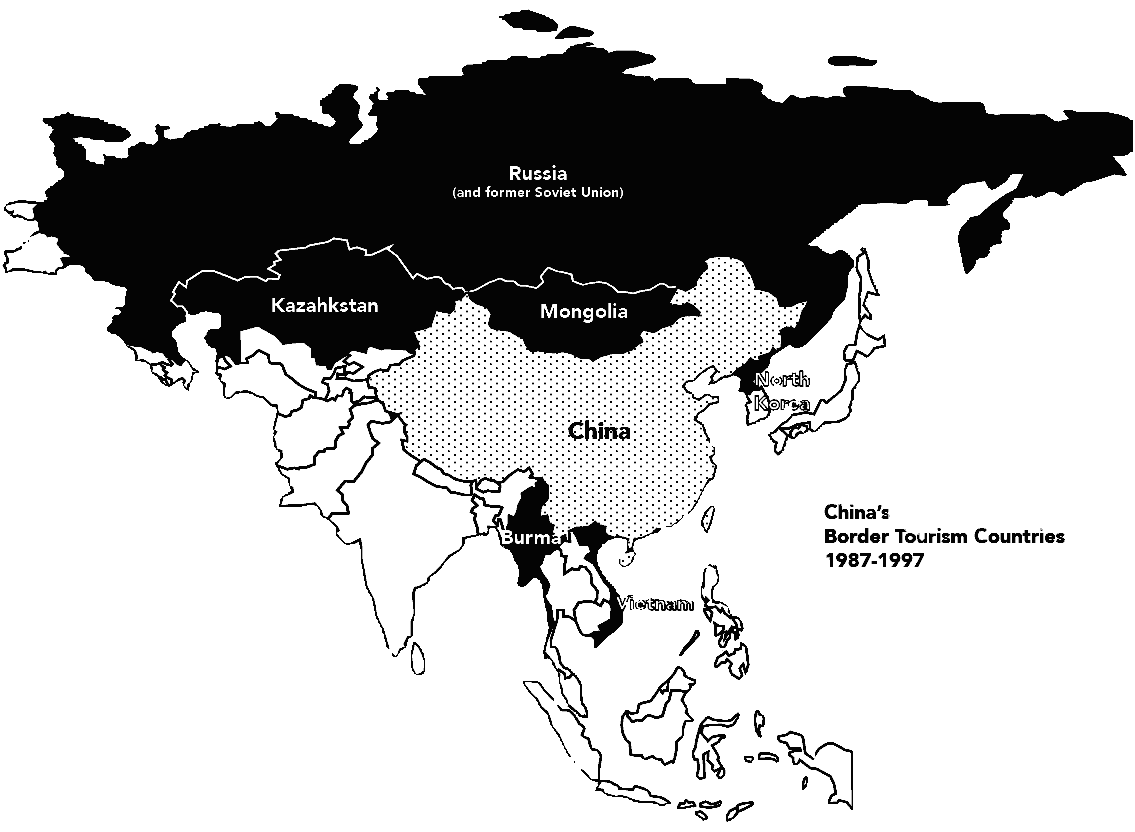 Russia
(and former Soviet Union)
Kazahkstan
Mongolia
North
Korea
China
China's
Border Tourism Countries
1987-1997
Burma
Vietnam